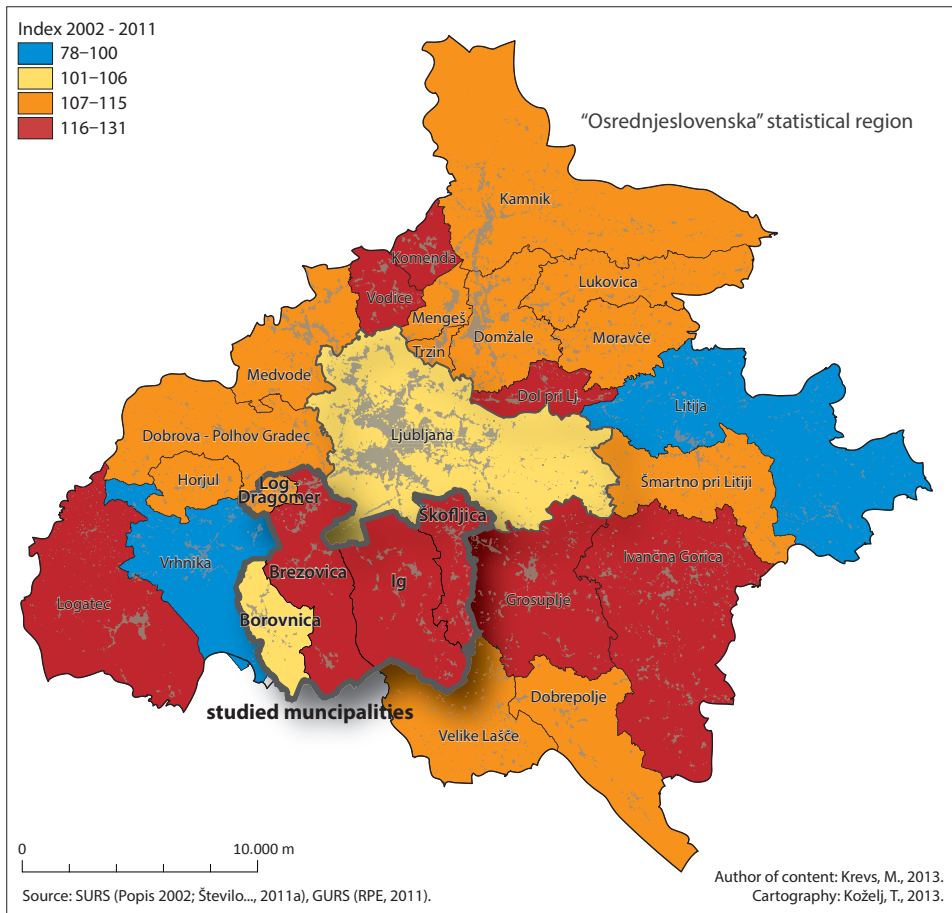 Index 2002 - 2011
78–100
101–106
107–115
116–131
“Osrednjeslovenska” statistical region
Kamnik
Komenda
Lukovica
Vodice
Mengeš
Domžale
Moravče
Trzin
Medvode
Dol pri Lj.
Litija
Dobrova - Polhov Gradec
Ljubljana
Horjul
Log -
Dragomer
Šmartno pri Litiji
Škofljica
Vrhnika
Brezovica
Ig
Ivančna Gorica
Logatec
Grosuplje
Borovnica
Dobrepolje
studied muncipalities
Velike Lašče
0
10.000 m
Source: SURS (Popis 2002; Število..., 2011a), GURS (RPE, 2011).
Author of content: Krevs, M., 2013.
Cartography: Koželj, T., 2013.